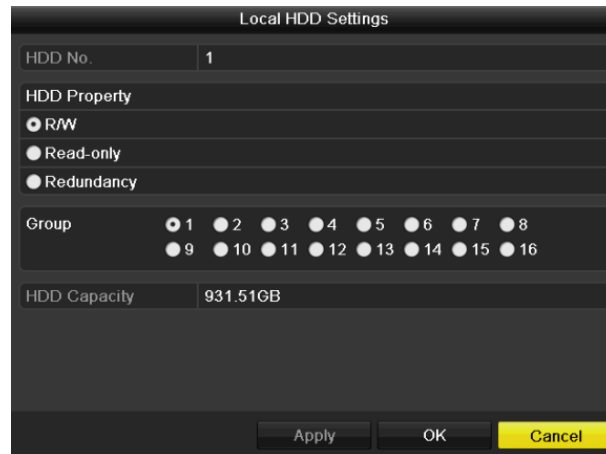 Local HDD Settings
HDD No. 1
HDD Property
R/W
Read-only
Redundancy
Group 1 2 3 4 5 6 7 8
9 10 11 12 13 14 15 16
HDD Capacity 931.51GB
Apply OK Cancel